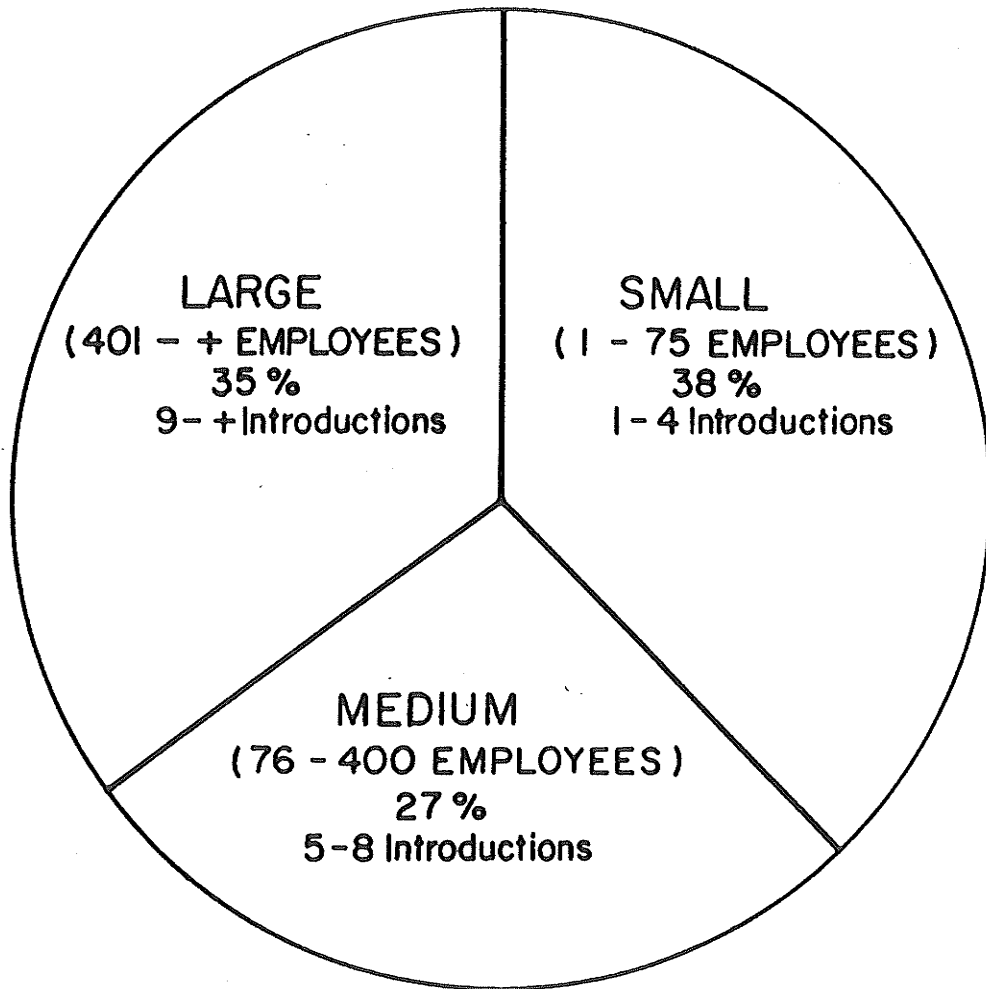 LARGE
(401 - + EMPLOYEES)
35 %
9 - + Introductions
SMALL
(1 - 75 EMPLOYEES)
38 %
1 - 4 Introductions
MEDIUM
(76 - 400 EMPLOYEES)
27 %
5 - 8 Introductions